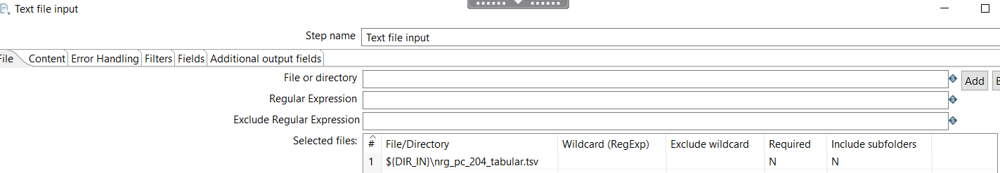 Text file input
Step name Text file input
File Content Error Handling Filters Fields Additional output fields
File or directory Add
Regular Expression
Exclude Regular Expression
Selected files: # File/Directory Wildcard (RegExp) Exclude wildcard Required Include subfolders
1 ${DIR_IN}\nrg_pc_204_tabular.tsv N N